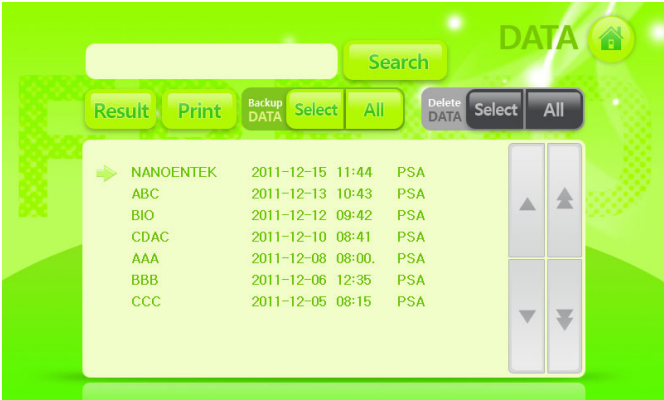 DATA
Search
Result Print Backup DATA Select All Delete DATA Select All
NANOENTEK 2011-12-15 11:44 PSA
ABC 2011-12-13 10:43 PSA
BIO 2011-12-12 09:42 PSA
CDAC 2011-12-10 08:41 PSA
AAA 2011-12-08 08:00. PSA
BBB 2011-12-06 12:35 PSA
CCC 2011-12-05 08:15 PSA